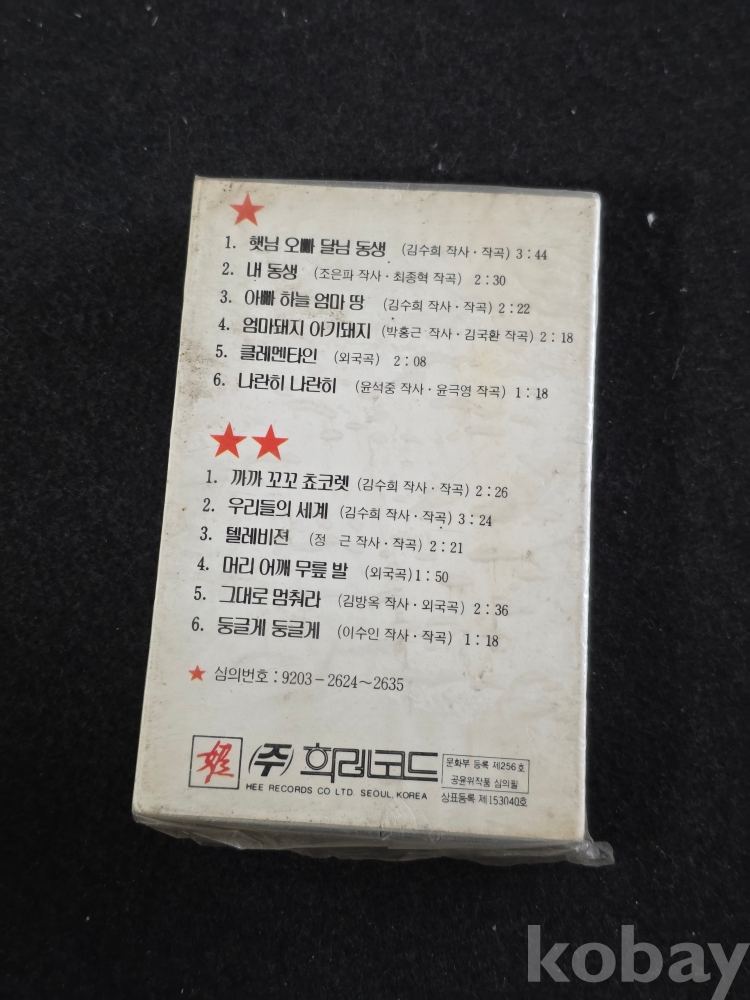 ★
1. 햇님 오빠 달님 동생 (김수희 작사·작곡) 3:44
2. 내 동생 (조은파 작사·최종혁 작곡) 2:30
3. 아빠 하늘 엄마 땅 (김수희 작사·작곡) 2:22
4. 엄마돼지 아기돼지 (박홍근 작사·김국환 작곡) 2:18
5. 클레멘타인 (외국곡) 2:08
6. 나란히 나란히 (윤석중 작사·윤극영 작곡) 1:18
★★
1. 까까 꼬꼬 쵸코렛 (김수희 작사·작곡) 2:26
2. 우리들의 세계 (김수희 작사·작곡) 3:24
3. 텔레비젼 (정 근 작사·작곡) 2:21
4. 머리 어깨 무릎 발 (외국곡) 1:50
5. 그대로 멈춰라 (김방옥 작사·외국곡) 2:36
6. 둥글게 둥글게 (이수인 작사·작곡) 1:18
★ 심의번호 : 9203-2624~2635
(주) 희레코드
HEE RECORDS CO LTD. SEOUL, KOREA
문화부 등록 제256호
공윤위작품 심의필
상표등록 제153040호
kobay